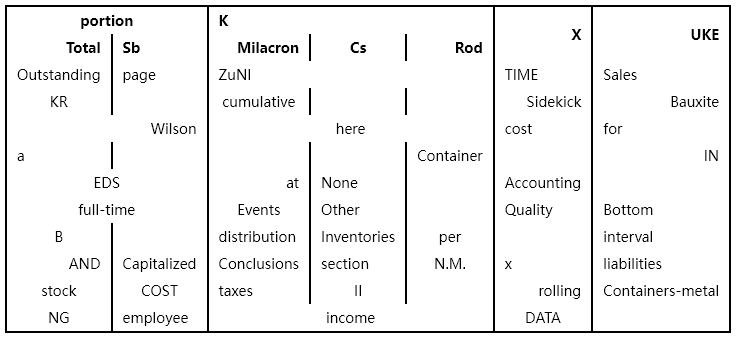 portion K X UKE
Total Sb Milacron Cs Rod
Outstanding page ZuNI TIME Sales
KR cumulative Sidekick Bauxite
Wilson here cost for
a Container IN
EDS at None Accounting
full-time Events Other Quality Bottom
B distribution Inventories per interval
AND Capitalized Conclusions section N.M. x liabilities
stock COST taxes II rolling Containers-metal
NG employee income DATA